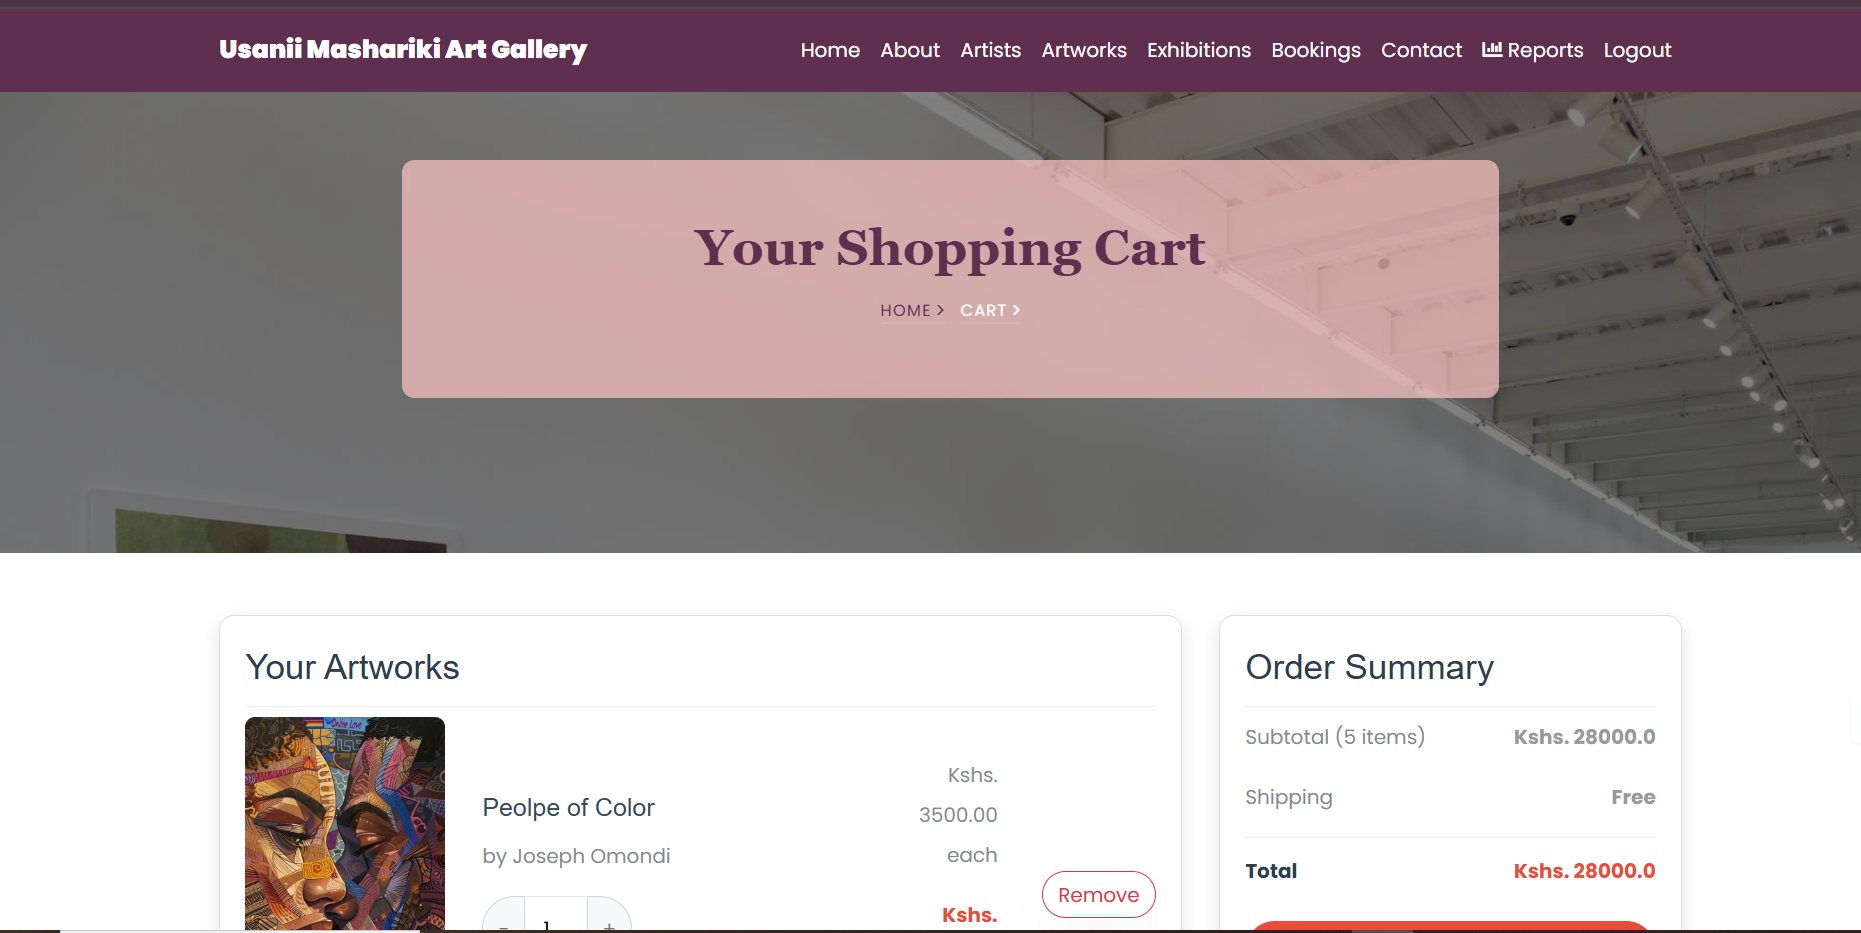 Usanii Mashariki Art Gallery
Home About Artists Artworks Exhibitions Bookings Contact Reports Logout
Your Shopping Cart
HOME > CART >
Your Artworks
Online Love
Peolpe of Color
by Joseph Omondi
- 1 +
Kshs.
3500.00
each
Kshs.
Remove
Order Summary
Subtotal (5 items) Kshs. 28000.0
Shipping Free
Total Kshs. 28000.0